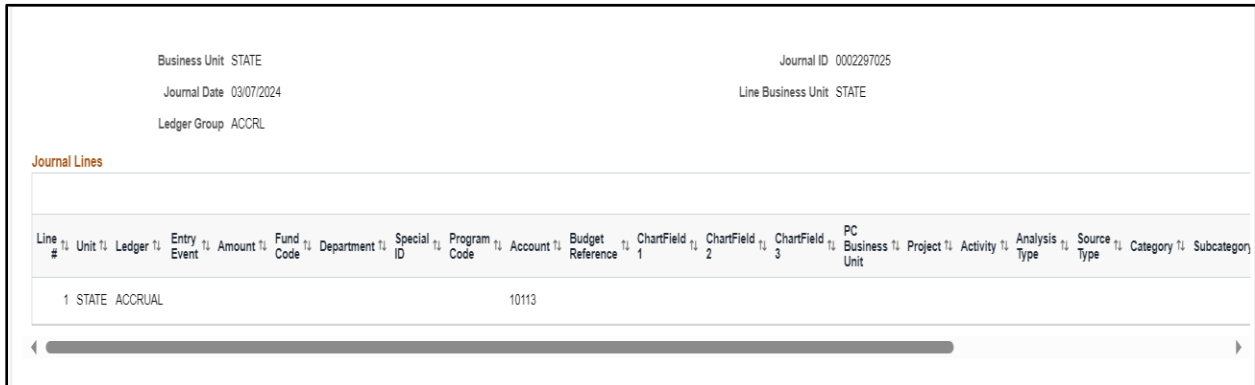 Business Unit STATE
Journal ID 0002297025
Journal Date 03/07/2024
Line Business Unit STATE
Ledger Group ACCRL
Journal Lines
Line # Unit Ledger Entry Event Amount Fund Code Department Special ID Program Code Account Budget Reference ChartField 1 ChartField 2 ChartField 3 PC Business Unit Project Activity Analysis Type Source Type Category Subcategory
1 STATE ACCRUAL 10113